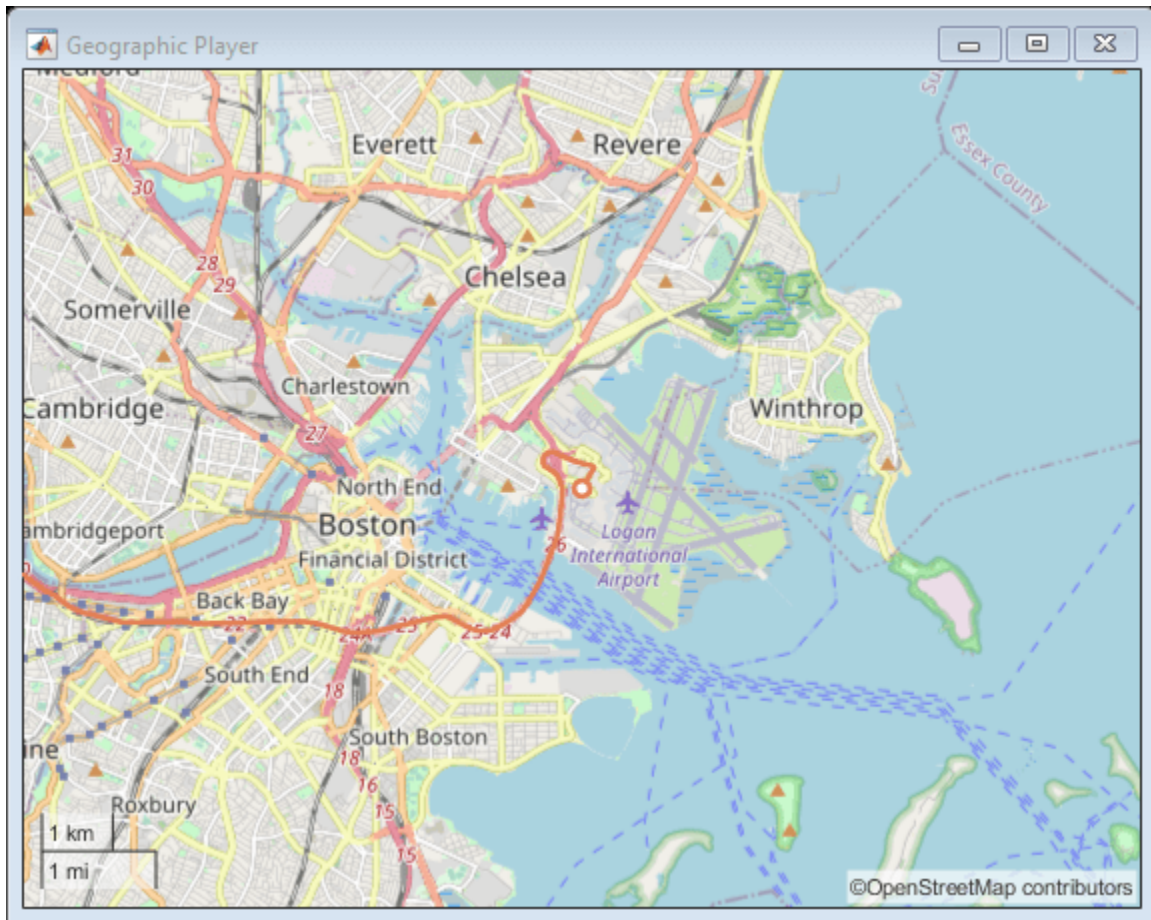 Geographic Player
Medford
Everett
Revere
Essex County
31
30
28
29
Chelsea
Somerville
Charlestown
Cambridge
Winthrop
27
North End
Boston
ambridgeport
Financial District
26
Logan
International
Airport
Back Bay
22
24A
25
25
24
South End
18
South Boston
18
16
15
15
ine
Roxbury
1 km
1 mi
©OpenStreetMap contributors